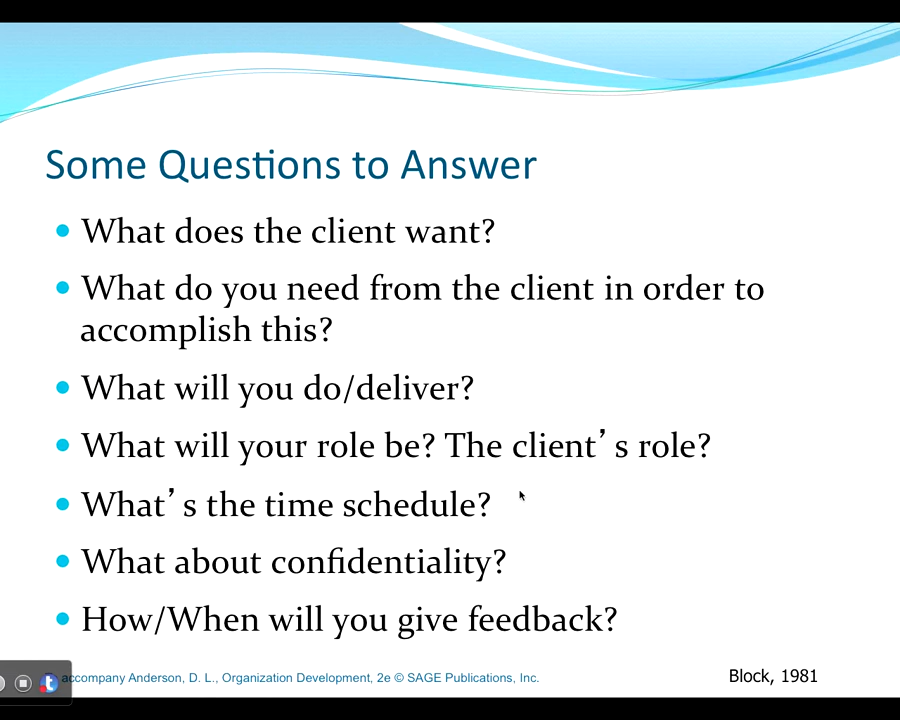 Some Questions to Answer
• What does the client want?
• What do you need from the client in order to
accomplish this?
• What will you do/deliver?
• What will your role be? The client’s role?
• What’s the time schedule?
• What about confidentiality?
• How/When will you give feedback?
accompany Anderson, D. L., Organization Development, 2e © SAGE Publications, Inc.
Block, 1981